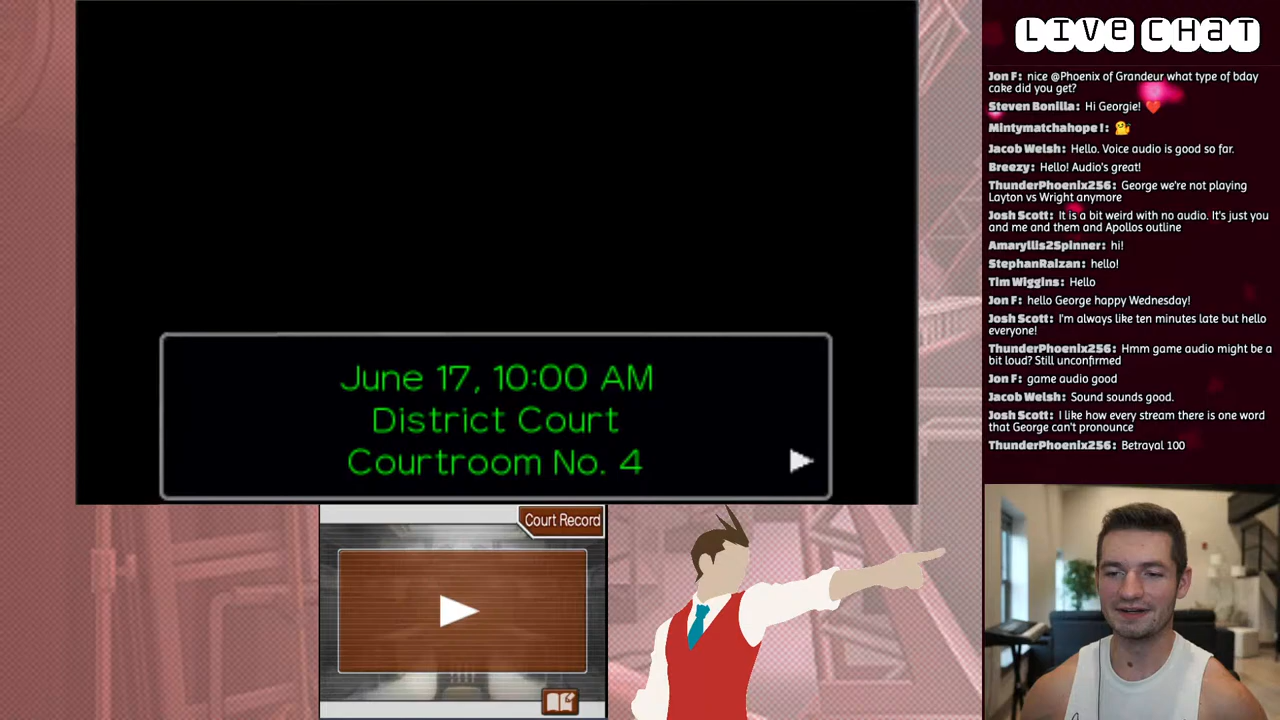 LIVE CHAT
Jon F: nice @Phoenix of Grandeur what type of bday
cake did you get?
Steven Bonilla: Hi Georgie! ❤️
Mintymatchahope !:
Jacob Welsh: Hello. Voice audio is good so far.
Breezy: Hello! Audio's great!
ThunderPhoenix256: George we're not playing
Layton vs Wright anymore
Josh Scott: It is a bit weird with no audio. It's just you
and me and them and Apollos outline
Amaryllis2Spinner: hi!
StephanRaizan: hello!
Tim Wiggins: Hello
Jon F: hello George happy Wednesday!
Josh Scott: I'm always like ten minutes late but hello
everyone!
ThunderPhoenix256: Hmm game audio might be a
bit loud? Still unconfirmed
Jon F: game audio good
Jacob Welsh: Sound sounds good.
Josh Scott: I like how every stream there is one word
that George can't pronounce
ThunderPhoenix256: Betrayal 100
June 17, 10:00 AM
District Court
Courtroom No. 4
Court Record